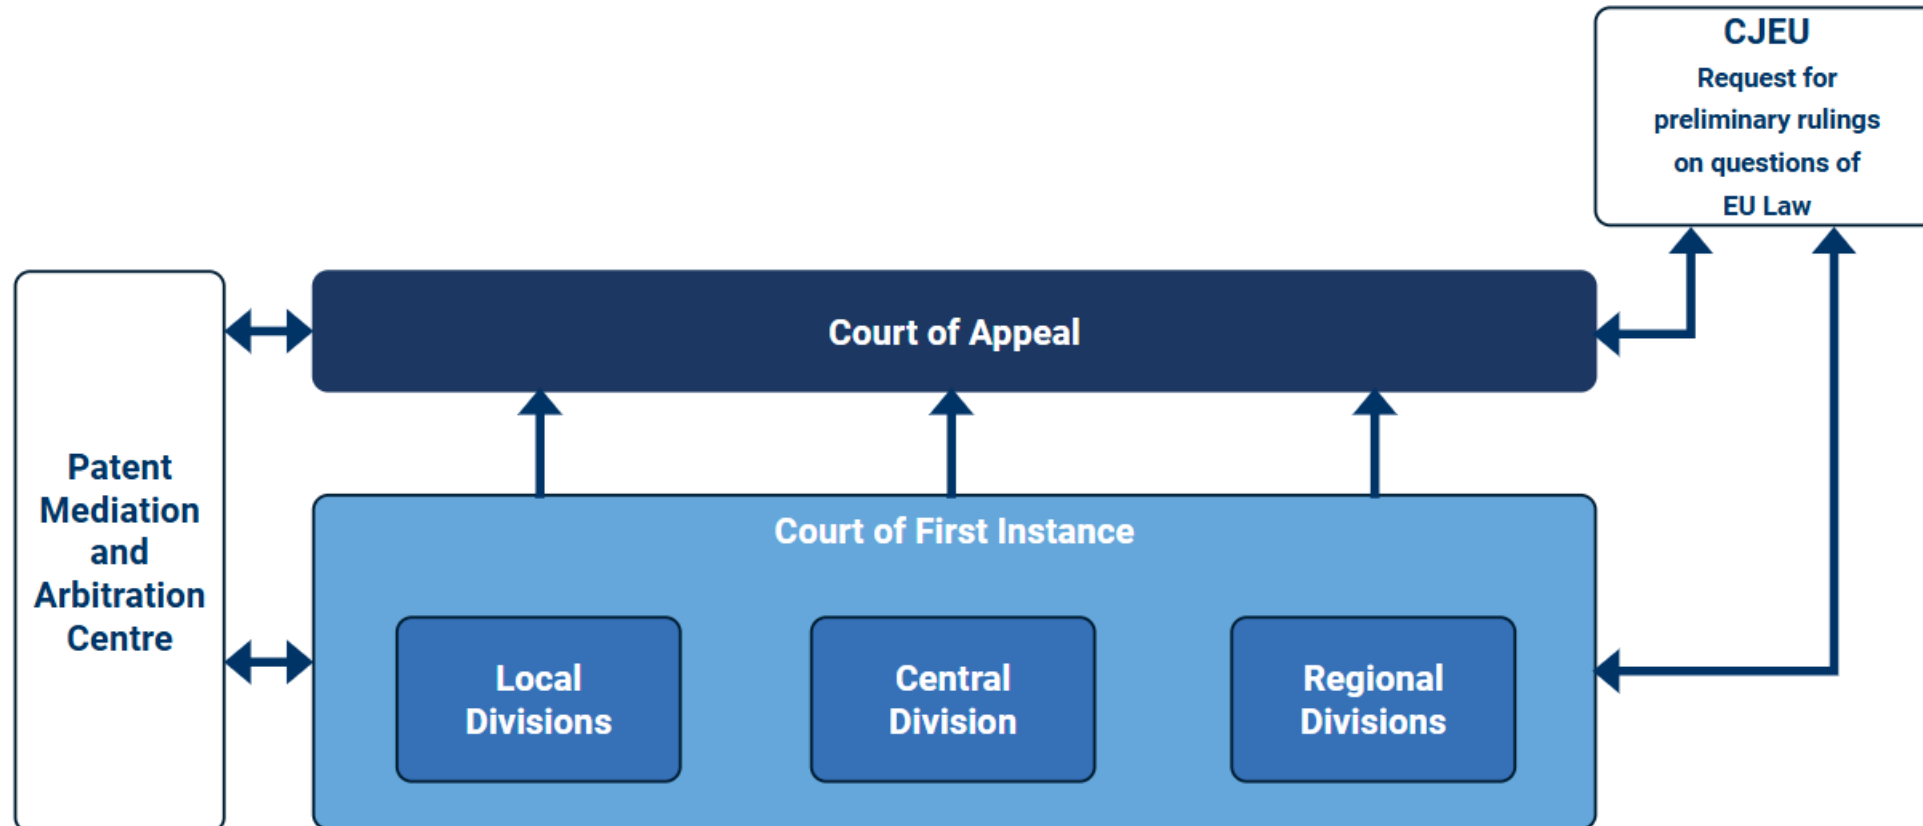 CJEU
Request for
preliminary rulings
on questions of
EU Law
Court of Appeal
Patent
Mediation
and
Arbitration
Centre
Court of First Instance
Local
Divisions
Central
Division
Regional
Divisions